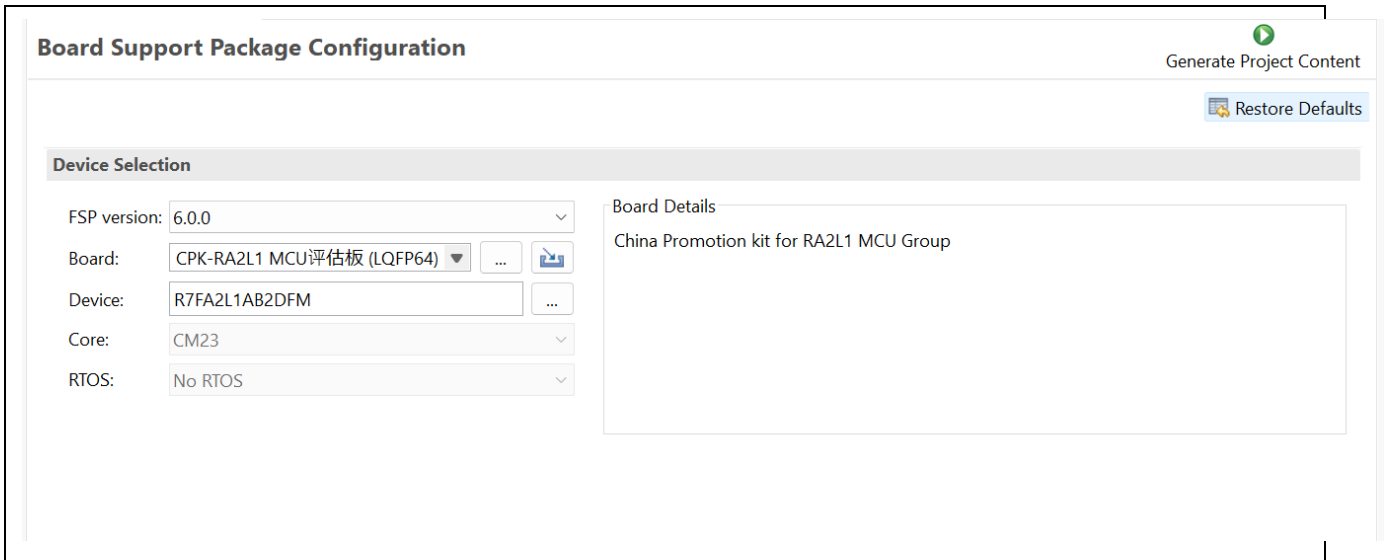 Board Support Package Configuration
Generate Project Content
Restore Defaults
Device Selection
FSP version: 6.0.0
Board: CPK-RA2L1 MCU评估板 (LQFP64) ...
Device: R7FA2L1AB2DFM ...
Core: CM23
RTOS: No RTOS
Board Details
China Promotion kit for RA2L1 MCU Group